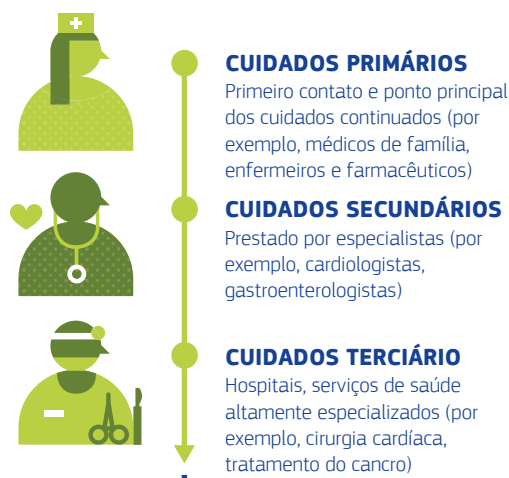 CUIDADOS PRIMÁRIOS
Primeiro contato e ponto principal
dos cuidados continuados (por
exemplo, médicos de família,
enfermeiros e farmacêuticos)
CUIDADOS SECUNDÁRIOS
Prestado por especialistas (por
exemplo, cardiologistas,
gastroenterologistas)
CUIDADOS TERCIÁRIO
Hospitais, serviços de saúde
altamente especializados (por
exemplo, cirurgia cardíaca,
tratamento do cancro)